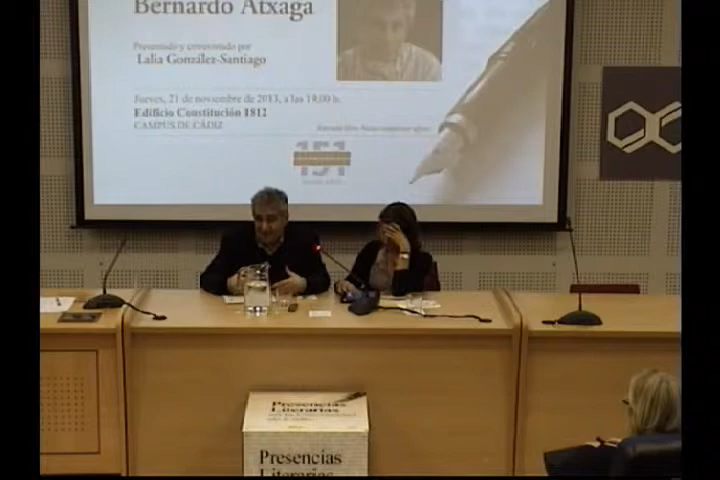 Bernardo Atxaga
Presentado y entrevistado por
Lalia González-Santiago
Jueves, 21 de noviembre de 2013, a las 19,00 h.
Edificio Constitución 1812
CAMPUS DE CÁDIZ
151
Presencias
Literarias
Presencias
Literarias